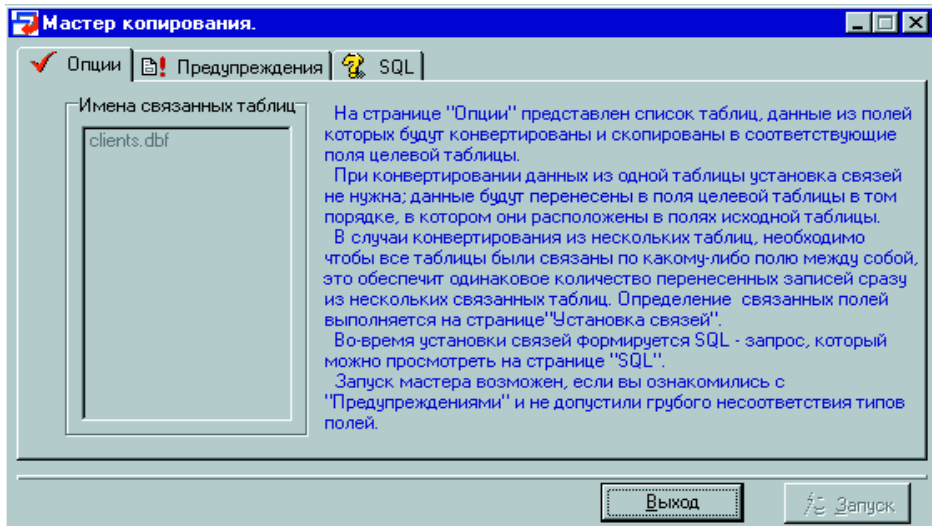 Мастер копирования.
Опции
Предупреждения
SQL
Имена связанных таблиц
clients.dbf
На странице "Опции" представлен список таблиц, данные из полей
которых будут конвертированы и скопированы в соответствующие
поля целевой таблицы.
При конвертировании данных из одной таблицы установка связей
не нужна; данные будут перенесены в поля целевой таблицы в том
порядке, в котором они расположены в полях исходной таблицы.
В случаи конвертирования из нескольких таблиц, необходимо
чтобы все таблицы были связаны по какому-либо полю между собой,
это обеспечит одинаковое количество перенесенных записей сразу
из нескольких связанных таблиц. Определение связанных полей
выполняется на странице"Установка связей".
Во-время установки связей формируется SQL - запрос, который
можно просмотреть на странице "SQL".
Запуск мастера возможен, если вы ознакомились с
"Предупреждениями" и не допустили грубого несоответствия типов
полей.
Выход
Запуск